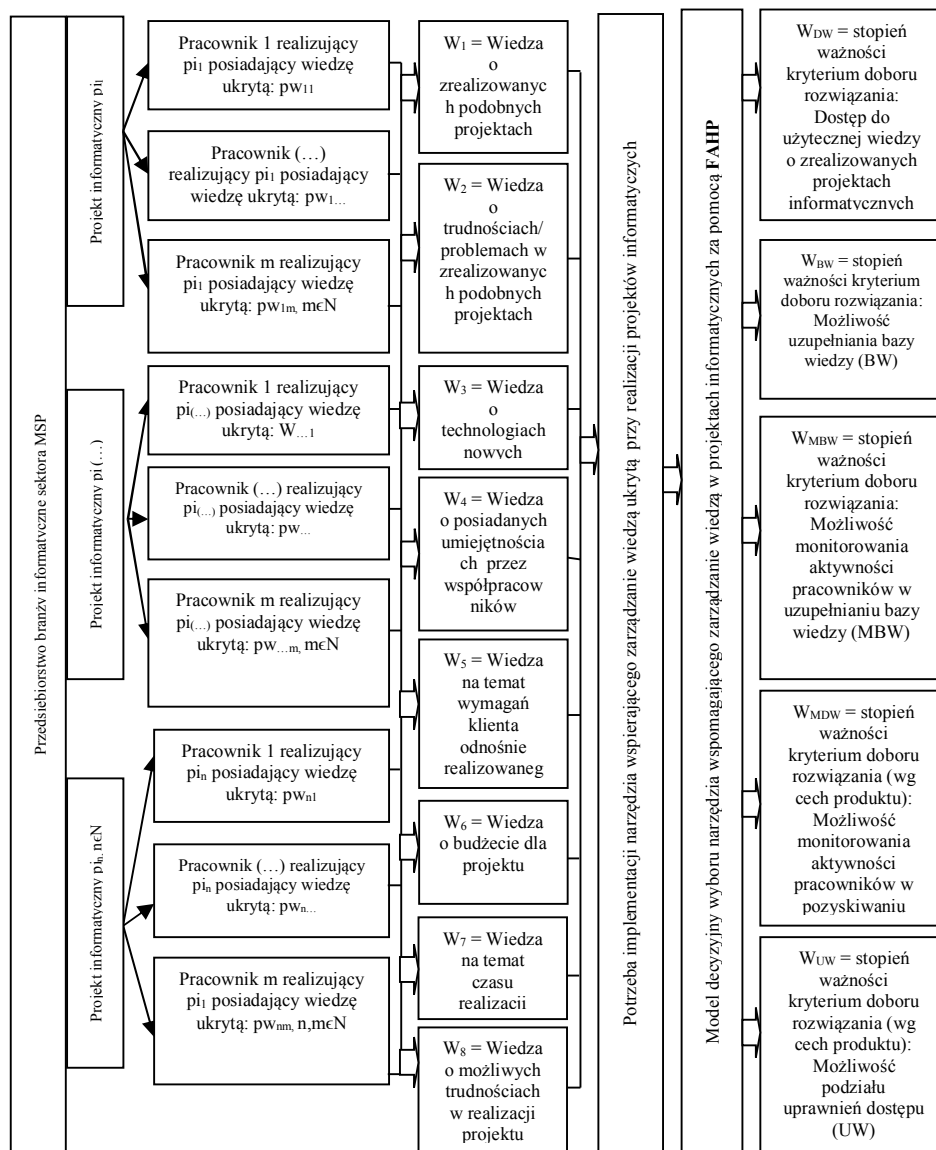 Przedsiebiorstwo branży informatyczne sektora MSP
Projekt informatyczny pi₁
Pracownik 1 realizujący
pi₁ posiadający wiedzę
ukrytą: pw₁₁
Pracownik (…)
realizujący pi₁ posiadający
wiedzę ukrytą: pw₁…
Pracownik m realizujący
pi₁ posiadający wiedzę
ukrytą: pw₁ₘ, mϵN
Projekt informatyczny pi (…)
Pracownik 1 realizujący
pi(…) posiadający wiedzę
ukrytą: W…₁
Pracownik (…) realizujący
pi(…) posiadający wiedzę
ukrytą: pw…
Pracownik m realizujący
pi(…) posiadający wiedzę
ukrytą: pw…ₘ, mϵN
Projekt informatyczny piₙ, nϵN
Pracownik 1 realizujący
piₙ posiadający wiedzę
ukrytą: pwₙ₁
Pracownik (…) realizujący
piₙ posiadający wiedzę
ukrytą: pwₙ…
Pracownik m realizujący
pi₁ posiadający wiedzę
ukrytą: pwₙₘ, n,mϵN
W₁ = Wiedza
o
zrealizowanyc
h podobnych
projektach
W₂ = Wiedza
o
trudnościach/
problemach w
zrealizowanyc
h podobnych
projektach
W₃ = Wiedza
o
technologiach
nowych
W₄ = Wiedza
o posiadanych
umiejętnościa
ch przez
współpracow
ników
W₅ = Wiedza
na temat
wymagań
klienta
odnośnie
realizowaneg
W₆ = Wiedza
o budżecie dla
projektu
W₇ = Wiedza
na temat
czasu
realizacji
W₈ = Wiedza
o możliwych
trudnościach
w realizacji
projektu
Potrzeba implementacji narzędzia wspierającego zarządzanie wiedzą ukrytą przy realizacji projektów informatycznych
Model decyzyjny wyboru narzędzia wspomagającego zarządzanie wiedzą w projektach informatycznych za pomocą FAHP
W_DW = stopień
ważności
kryterium doboru
rozwiązania:
Dostęp do
użytecznej wiedzy
o zrealizowanych
projektach
informatycznych
W_BW = stopień
ważności kryterium
doboru rozwiązania:
Możliwość
uzupełniania bazy
wiedzy (BW)
W_MBW = stopień
ważności
kryterium doboru
rozwiązania:
Możliwość
monitorowania
aktywności
pracowników w
uzupełnianiu bazy
wiedzy (MBW)
W_MDW = stopień
ważności
kryterium doboru
rozwiązania (wg
cech produktu):
Możliwość
monitorowania
aktywności
pracowników w
pozyskiwaniu
W_UW = stopień
ważności
kryterium doboru
rozwiązania (wg
cech produktu):
Możliwość
podziału
uprawnień dostępu
(UW)